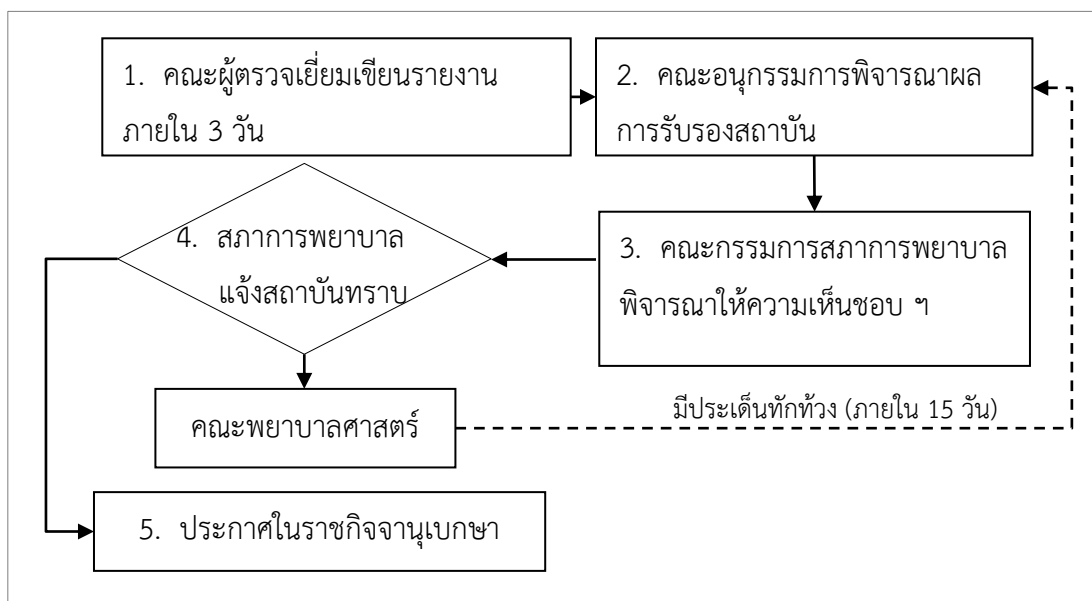 1. คณะผู้ตรวจเยี่ยมเขียนรายงาน
ภายใน 3 วัน
2. คณะอนุกรรมการพิจารณาผล
การรับรองสถาบัน
3. คณะกรรมการสภาการพยาบาล
พิจารณาให้ความเห็นชอบ ฯ
4. สภาการพยาบาล
แจ้งสถาบันทราบ
คณะพยาบาลศาสตร์
มีประเด็นทักท้วง (ภายใน 15 วัน)
5. ประกาศในราชกิจจานุเบกษา